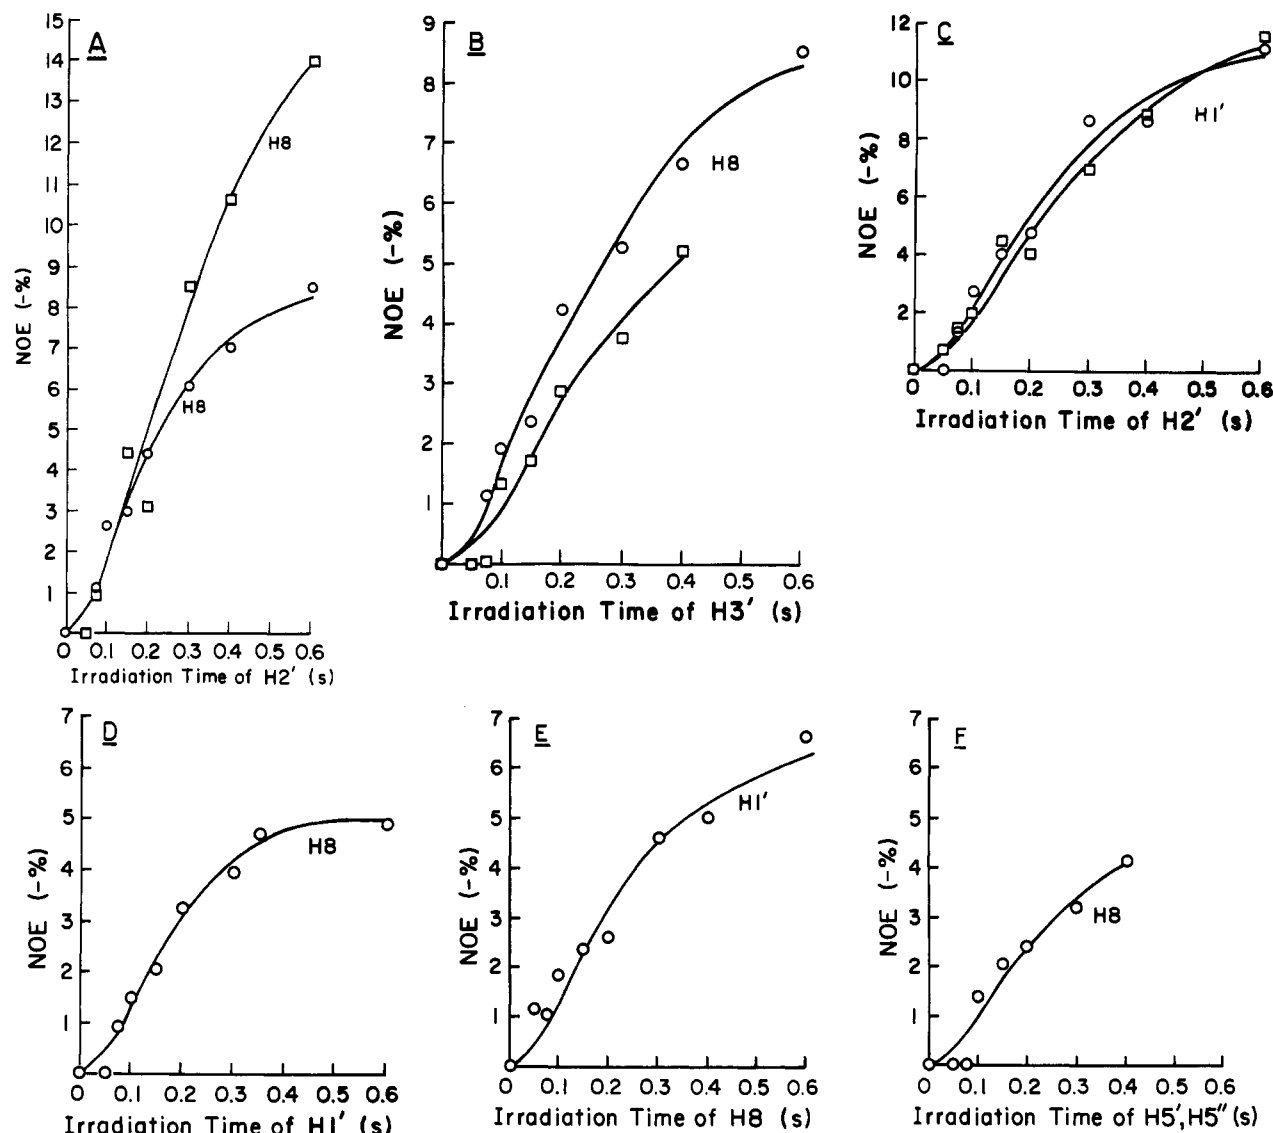 A
NOE (-%)
15
14
13
12
11
10
9
8
7
6
5
4
3
2
1
H8
H8
0 0.1 0.2 0.3 0.4 0.5 0.6
Irradiation Time of H2′ (s)
B
NOE (-%)
9
8
7
6
5
4
3
2
1
H8
0.1 0.2 0.3 0.4 0.5 0.6
Irradiation Time of H3′ (s)
C
NOE (-%)
12
10
8
6
4
2
H1′
0 0.1 0.2 0.3 0.4 0.5 0.6
Irradiation Time of H2′ (s)
D
NOE (-%)
7
6
5
4
3
2
1
H8
0 0.1 0.2 0.3 0.4 0.5 0.6
Irradiation Time of H1′ (s)
E
NOE (-%)
7
6
5
4
3
2
1
H1′
0 0.1 0.2 0.3 0.4 0.5 0.6
Irradiation Time of H8 (s)
F
NOE (-%)
7
6
5
4
3
2
1
H8
0 0.1 0.2 0.3 0.4 0.5 0.6
Irradiation Time of H5′,H5″ (s)